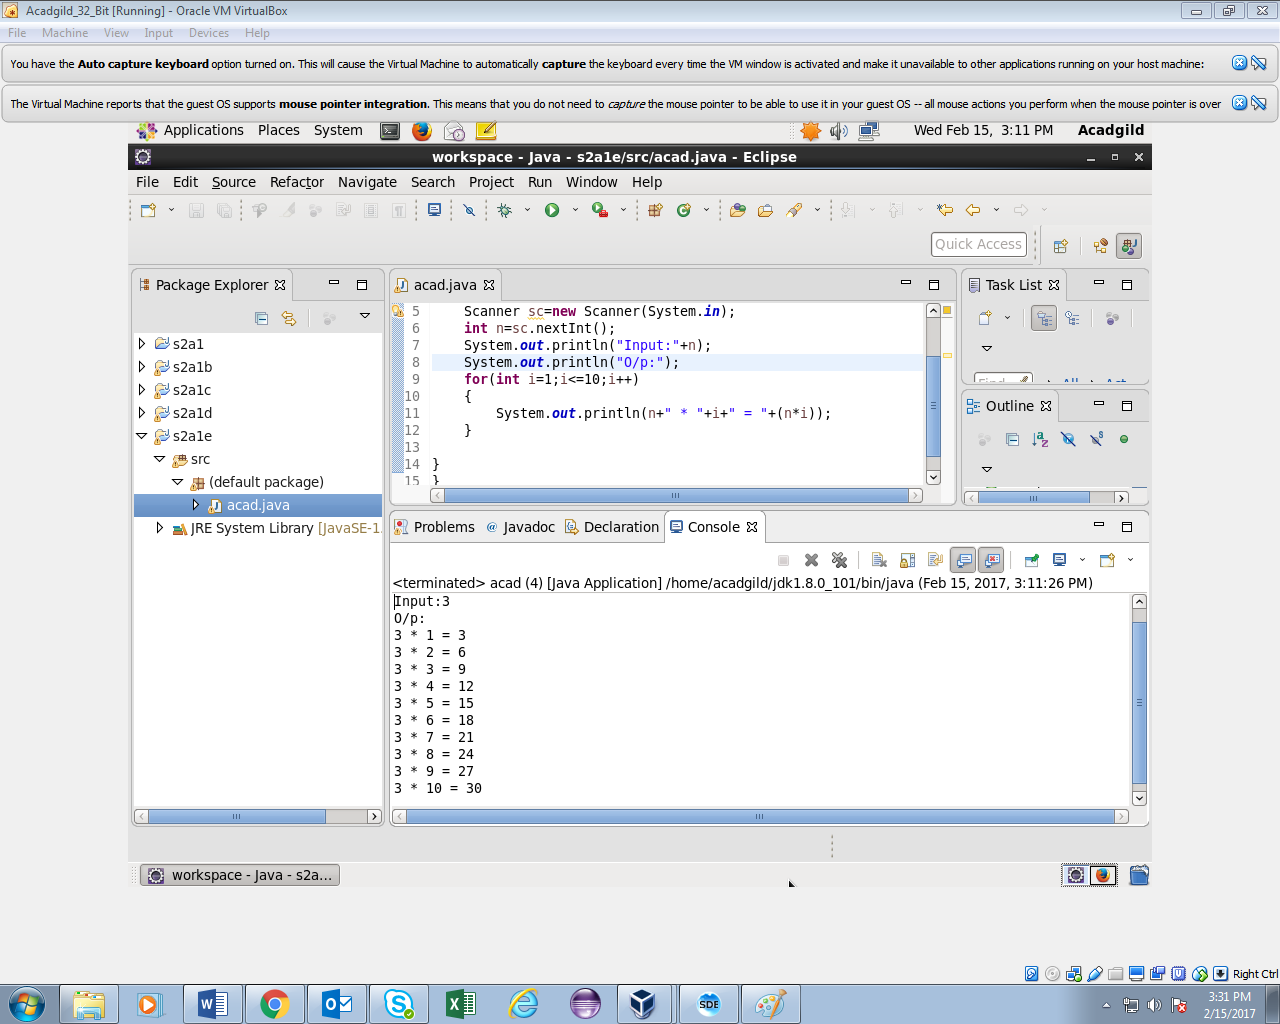 Acadgild_32_Bit [Running] - Oracle VM VirtualBox
File Machine View Input Devices Help
You have the Auto capture keyboard option turned on. This will cause the Virtual Machine to automatically capture the keyboard every time the VM window is activated and make it unavailable to other applications running on your host machine:
The Virtual Machine reports that the guest OS supports mouse pointer integration. This means that you do not need to capture the mouse pointer to be able to use it in your guest OS -- all mouse actions you perform when the mouse pointer is over
Applications Places System Wed Feb 15, 3:11 PM Acadgild
workspace - Java - s2a1e/src/acad.java - Eclipse
File Edit Source Refactor Navigate Search Project Run Window Help
Quick Access
Package Explorer
s2a1
s2a1b
s2a1c
s2a1d
s2a1e
src
(default package)
acad.java
JRE System Library [JavaSE-1.
acad.java
5 Scanner sc=new Scanner(System.in);
6 int n=sc.nextInt();
7 System.out.println("Input:"+n);
8 System.out.println("O/p:");
9 for(int i=1;i<=10;i++)
10 {
11 System.out.println(n+" * "+i+" = "+(n*i));
12 }
13
14 }
15 }
Task List
Find All Act
Outline
Problems @ Javadoc Declaration Console
<terminated> acad (4) [Java Application] /home/acadgild/jdk1.8.0_101/bin/java (Feb 15, 2017, 3:11:26 PM)
Input:3
O/p:
3 * 1 = 3
3 * 2 = 6
3 * 3 = 9
3 * 4 = 12
3 * 5 = 15
3 * 6 = 18
3 * 7 = 21
3 * 8 = 24
3 * 9 = 27
3 * 10 = 30
workspace - Java - s2a...
Right Ctrl
SDE
3:31 PM
2/15/2017